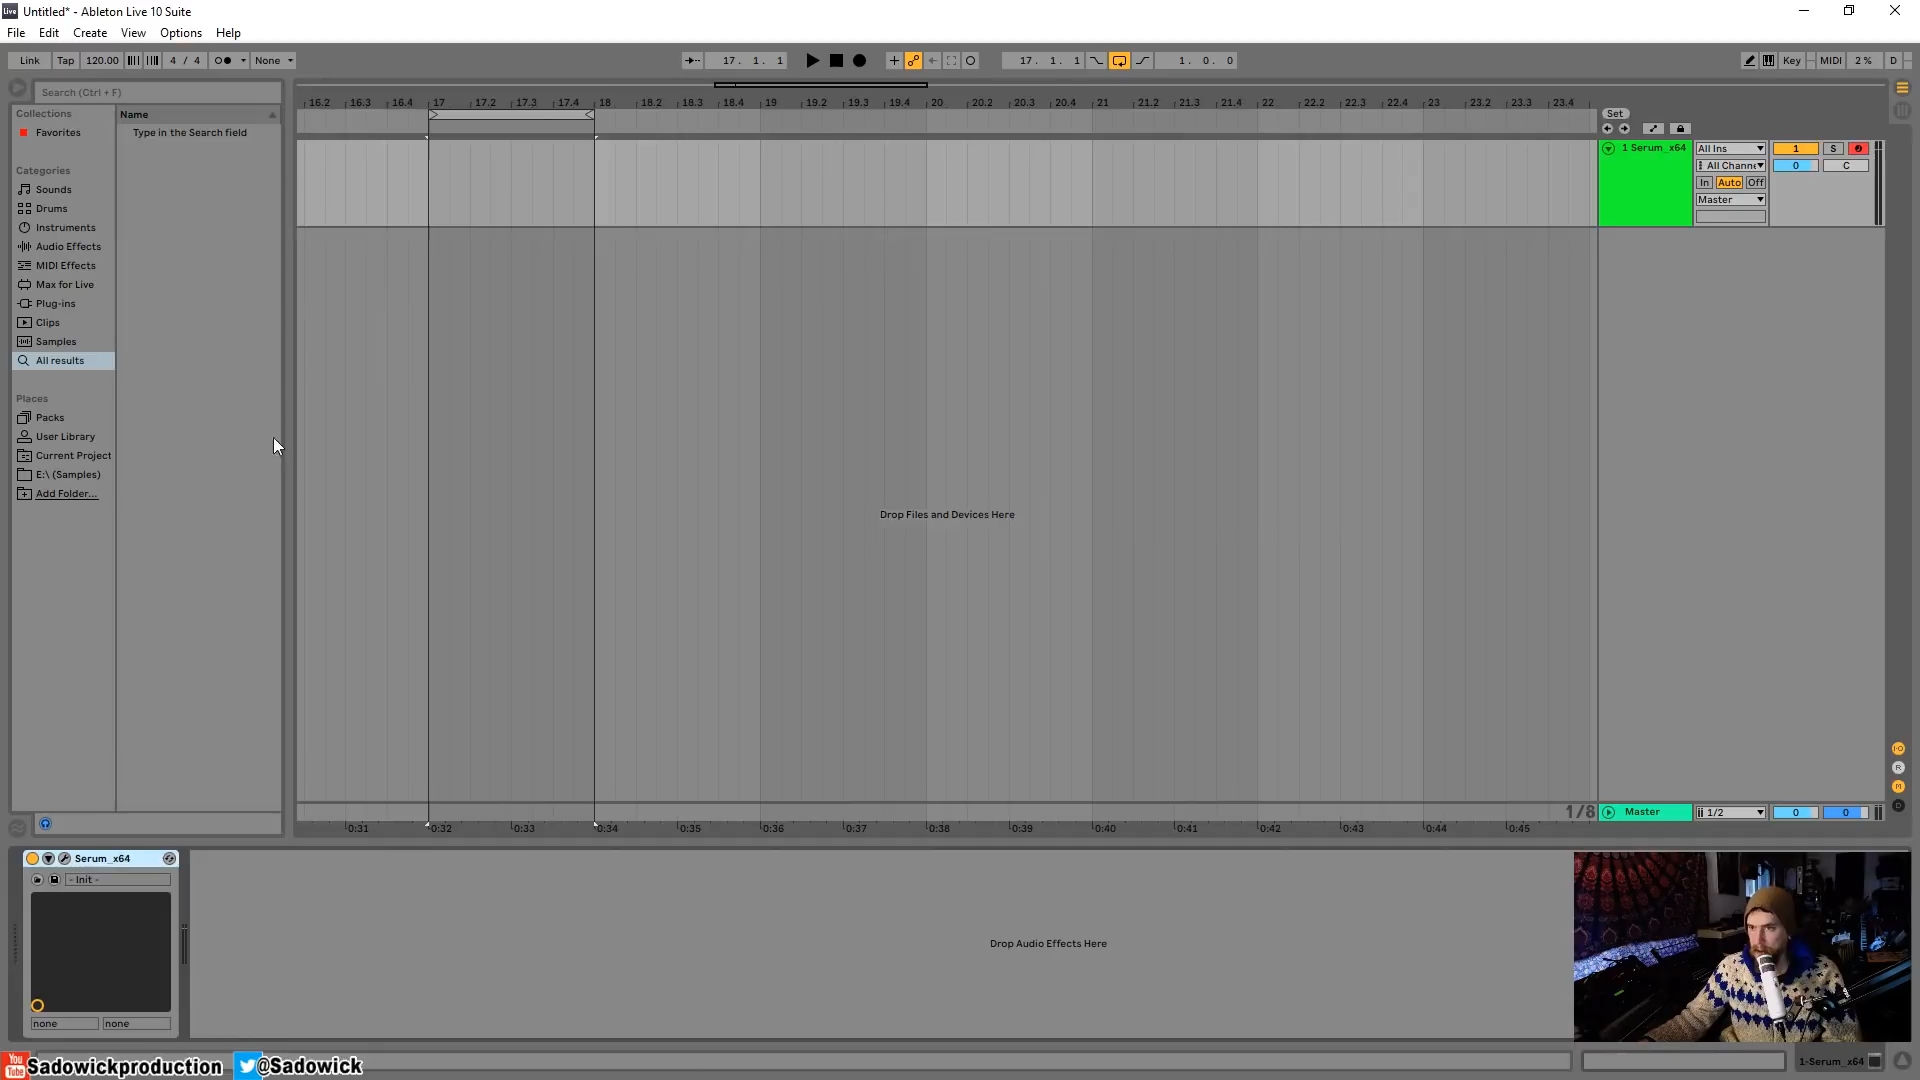 Untitled* - Ableton Live 10 Suite
File Edit Create View Options Help
Link Tap 120.00 4 / 4 None 17. 1. 1 17. 1. 1 1. 0. 0 Key MIDI 2 % D
Search (Ctrl + F)
Collections
Favorites
Categories
Sounds
Drums
Instruments
Audio Effects
MIDI Effects
Max for Live
Plug-ins
Clips
Samples
All results
Places
Packs
User Library
Current Project
E:\ (Samples)
Add Folder...
Name
Type in the Search field
16.2 16.3 16.4 17 17.2 17.3 17.4 18 18.2 18.3 18.4 19 19.2 19.3 19.4 20 20.2 20.3 20.4 21 21.2 21.3 21.4 22 22.2 22.3 22.4 23 23.2 23.3 23.4
Set
1 Serum_x64 All Ins 1 S
All Channe 0 C
In Auto Off
Master
Drop Files and Devices Here
I·O
R
M
D
1/8 Master 1/2 0 0
0:31 0:32 0:33 0:34 0:35 0:36 0:37 0:38 0:39 0:40 0:41 0:42 0:43 0:44 0:45
Serum_x64
- Init -
none none
Drop Audio Effects Here
You Tube Sadowickproduction @Sadowick
1-Serum_x64